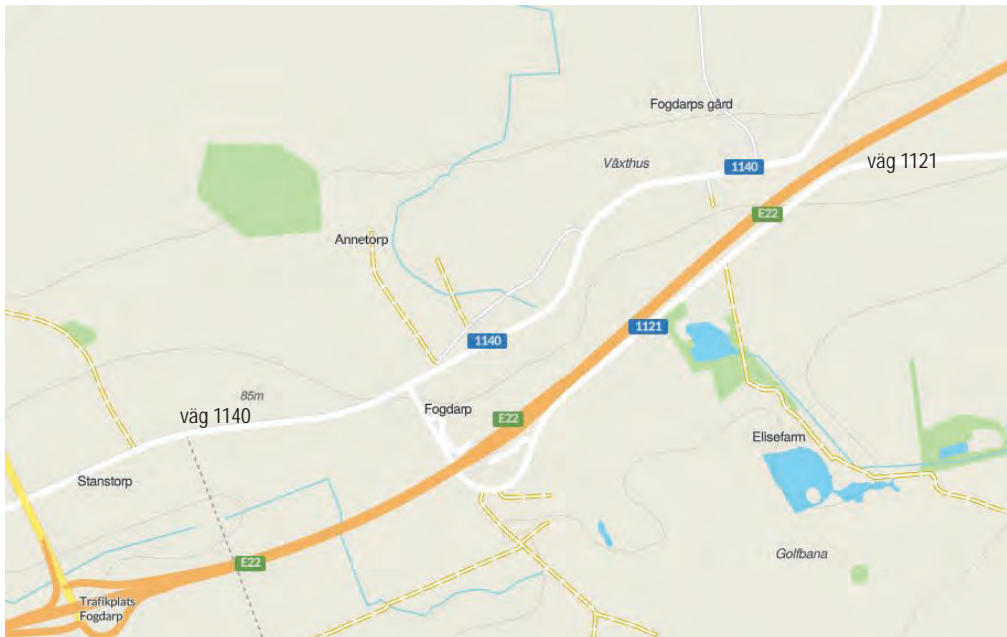 Fogdarps gård
Växthus
1140
väg 1121
E22
Annetorp
1121
1140
85m
väg 1140
Fogdarp
E22
Elisefarm
Stanstorp
Golfbana
E22
Trafikplats
Fogdarp